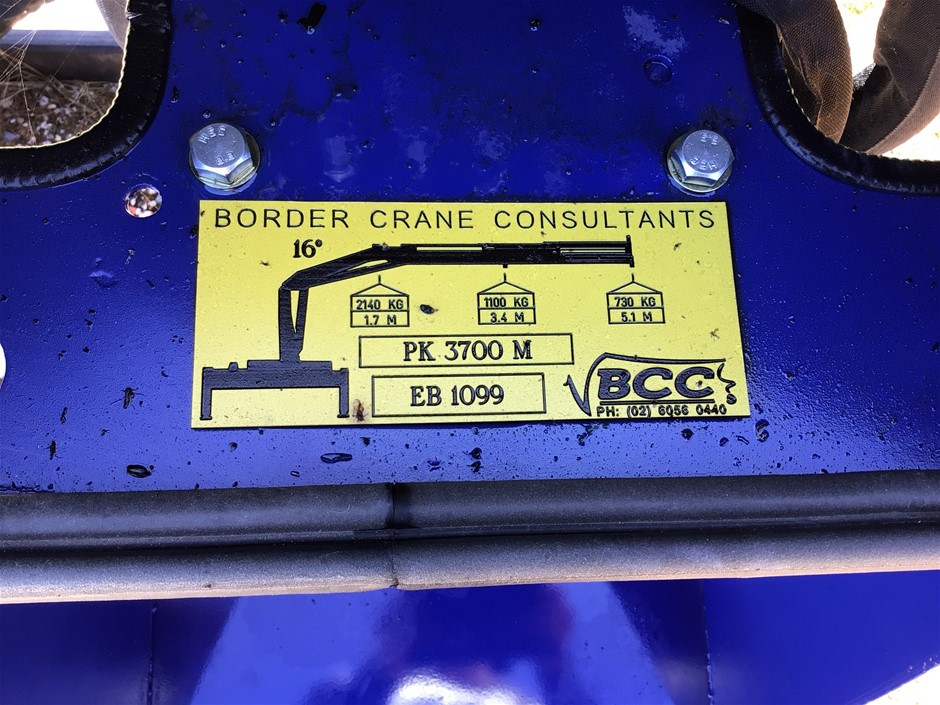 BORDER CRANE CONSULTANTS
16°
2140 KG
1.7 M
1100 KG
3.4 M
730 KG
5.1 M
PK 3700 M
EB 1099
BCC
PH: (02) 6056 0440